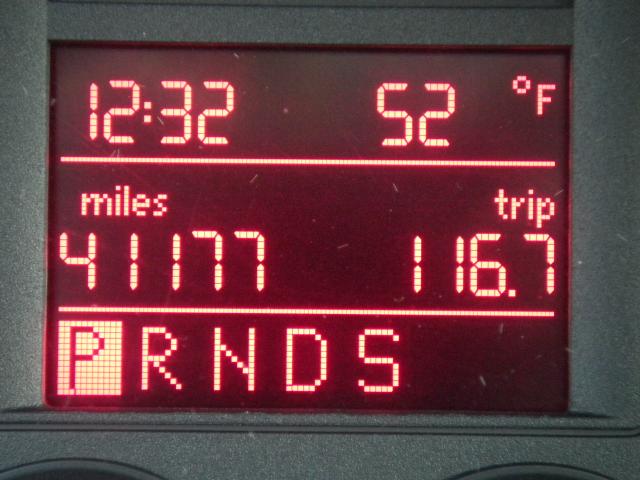 12:32 52 °F
miles trip
41177 116.7
P R N D S